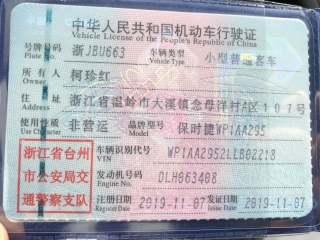 中华人民共和国机动车行驶证
Vehicle License of the People's Republic of China
号牌号码 浙JBU663 车辆类型 小型普通客车
Plate No. Vehicle Type
所有人 柯珍红
Owner
住址 浙江省温岭市大溪镇念母洋村A区107号
Address
使用性质 非营运 品牌型号 保时捷WP1AA295
Use Character Model
浙江省台州
市公安局交
通警察支队
车辆识别代号 WP1AA2952LLB02218
VIN
发动机号码 DLH063408
Engine No.
注册日期 2019-11-07 发证日期 2019-11-07
Register Date Issue Date